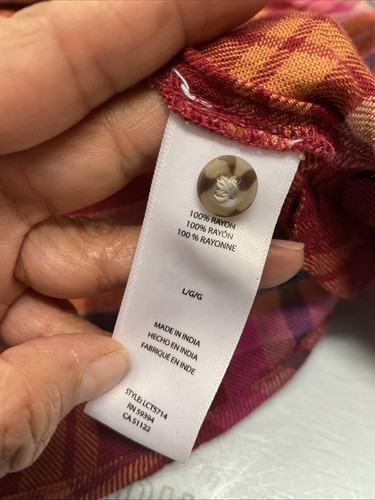 100% RAYON
100% RAYÓN
100 % RAYONNE
L/G/G
MADE IN INDIA
HECHO EN INDIA
FABRIQUÉ EN INDE
STYLE: LCT5714
RN 59394
CA 51122